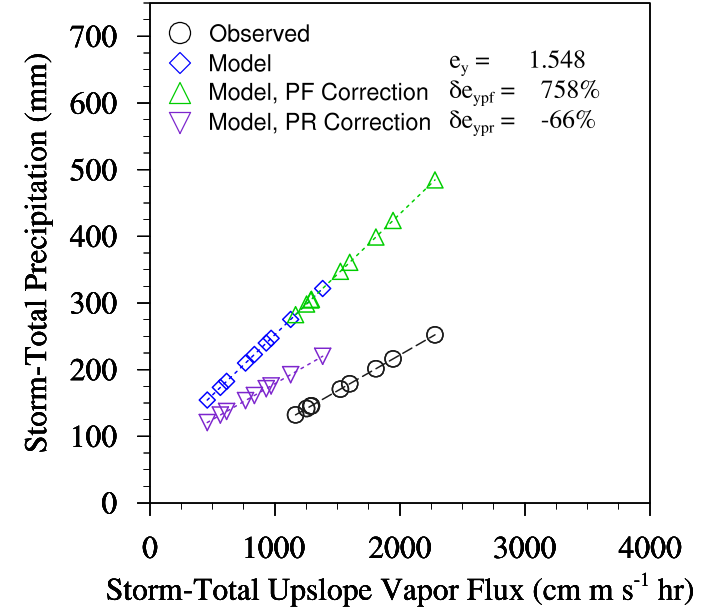 Storm-Total Precipitation (mm)
700
600
500
400
300
200
100
0
Observed
Model
Model, PF Correction
Model, PR Correction
e_y = 1.548
δe_ypf = 758%
δe_ypr = -66%
0 1000 2000 3000 4000
Storm-Total Upslope Vapor Flux (cm m s⁻¹ hr)